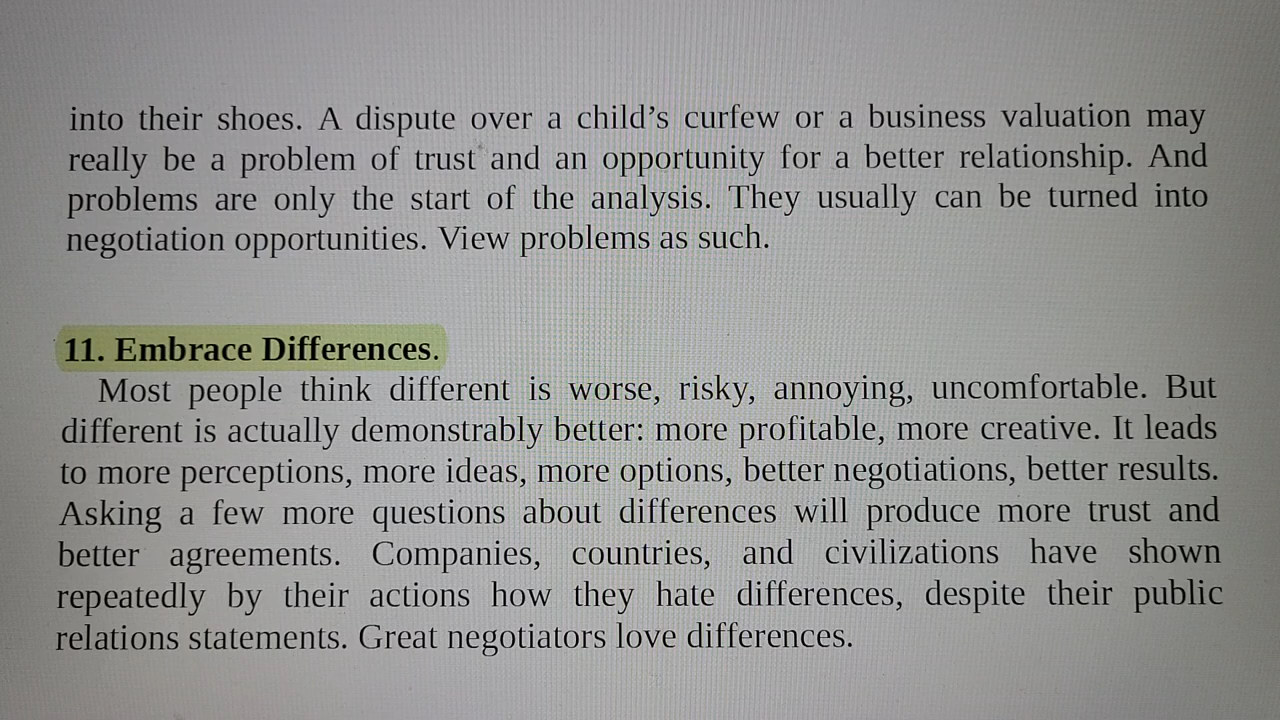 into their shoes. A dispute over a child’s curfew or a business valuation may
really be a problem of trust and an opportunity for a better relationship. And
problems are only the start of the analysis. They usually can be turned into
negotiation opportunities. View problems as such.
11. Embrace Differences.
Most people think different is worse, risky, annoying, uncomfortable. But
different is actually demonstrably better: more profitable, more creative. It leads
to more perceptions, more ideas, more options, better negotiations, better results.
Asking a few more questions about differences will produce more trust and
better agreements. Companies, countries, and civilizations have shown
repeatedly by their actions how they hate differences, despite their public
relations statements. Great negotiators love differences.